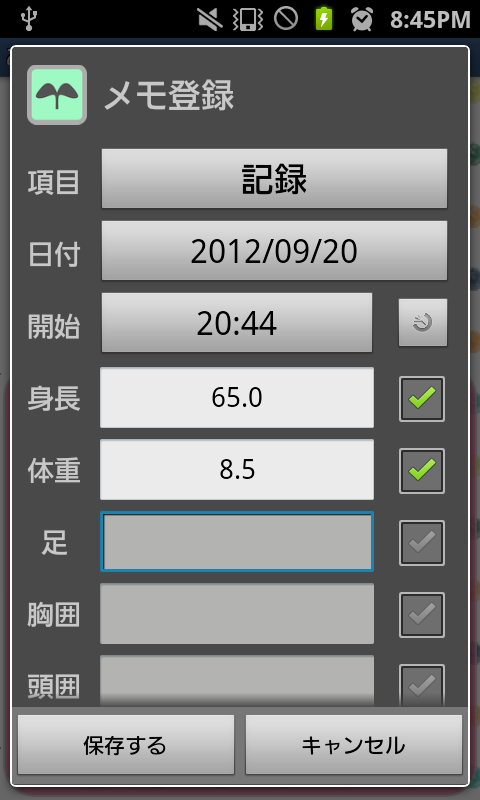 8:45PM
メモ登録
項目 記録
日付 2012/09/20
開始 20:44
身長 65.0
体重 8.5
足
胸囲
頭囲
保存する キャンセル